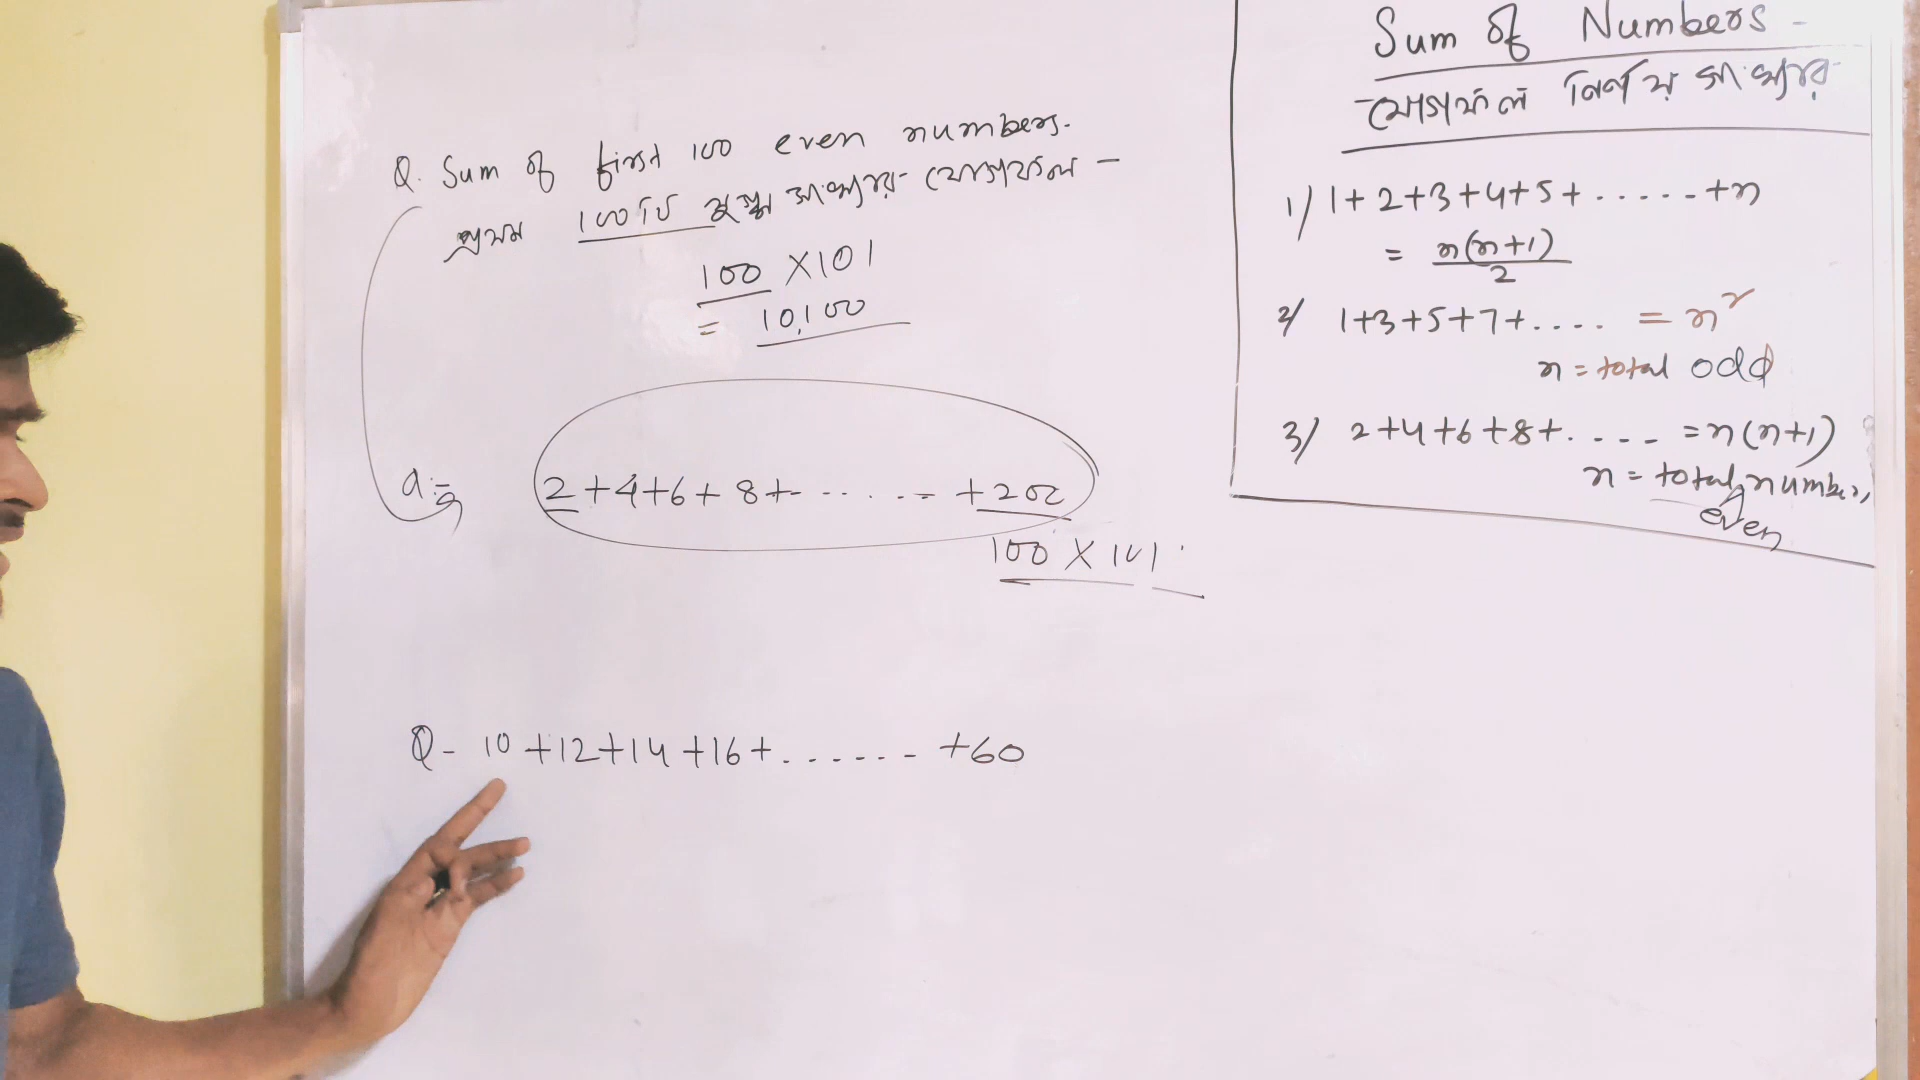 Sum of Numbers -
যোগফল নির্ণয় সংখ্যার
1) 1+2+3+4+5+ ...... +n
= n(n+1)
2
2) 1+3+5+7+.... = n²
n = total odd
3) 2+4+6+8+..... = n(n+1)
n = total numbers
even
Q. Sum of first 100 even numbers.
প্রথম 100টি যুগ্ম সংখ্যার যোগফল -
100 X101
= 10,100
2+4+6+8+- ...... - +200
100 X 101
Q- 10+12+14+16+....... +60